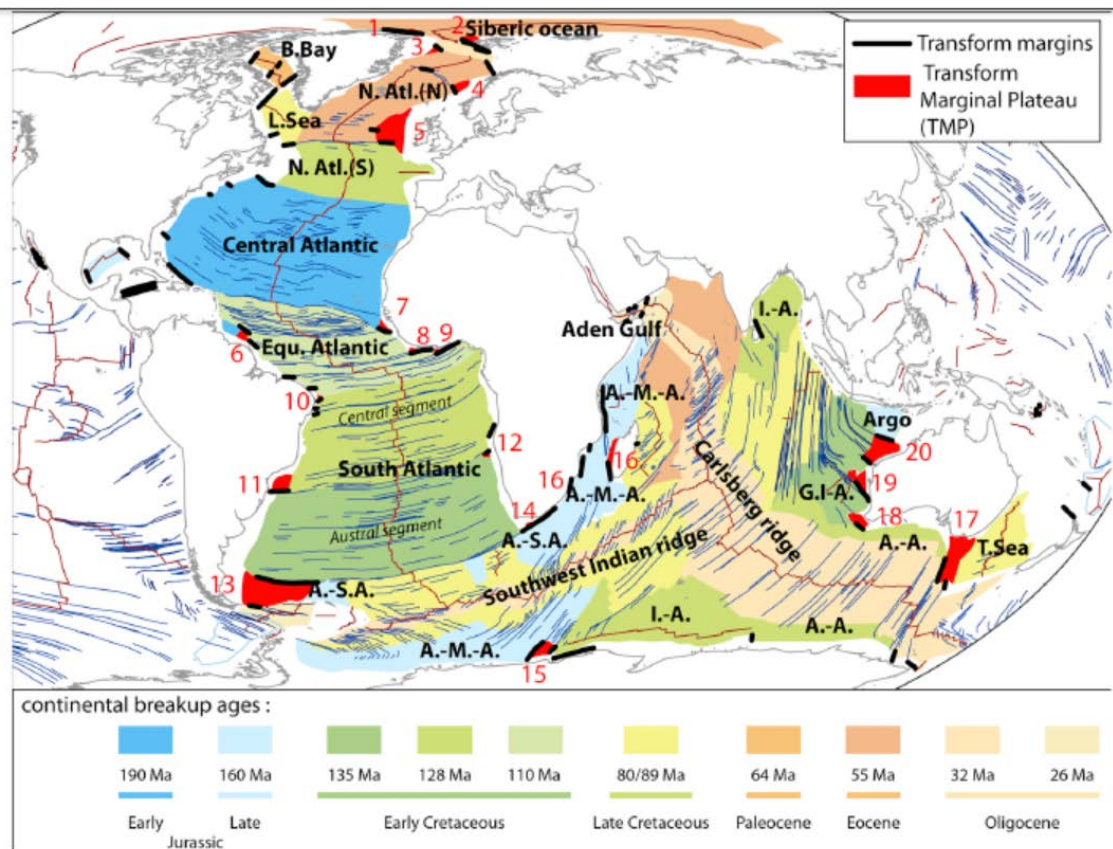 1
2
Siberic ocean
3
B.Bay
N. Atl.(N)
4
L.Sea
5
N. Atl.(S)
Transform margins
Transform
Marginal Plateau
(TMP)
Central Atlantic
7
8
9
6
Equ. Atlantic
Aden Gulf
I.-A.
10
Central segment
A.-M.-A.
Argo
12
20
South Atlantic
16
Carlsberg ridge
11
16
A.-M.-A.
G.I-A.
19
14
18
17
Austral segment
A.-S.A.
A.-A.
T.Sea
Southwest Indian ridge
13
A.-S.A.
I.-A.
A.-A.
A.-M.-A.
15
continental breakup ages :
190 Ma 160 Ma 135 Ma 128 Ma 110 Ma 80/89 Ma 64 Ma 55 Ma 32 Ma 26 Ma
Early Late Early Cretaceous Late Cretaceous Paleocene Eocene Oligocene
Jurassic